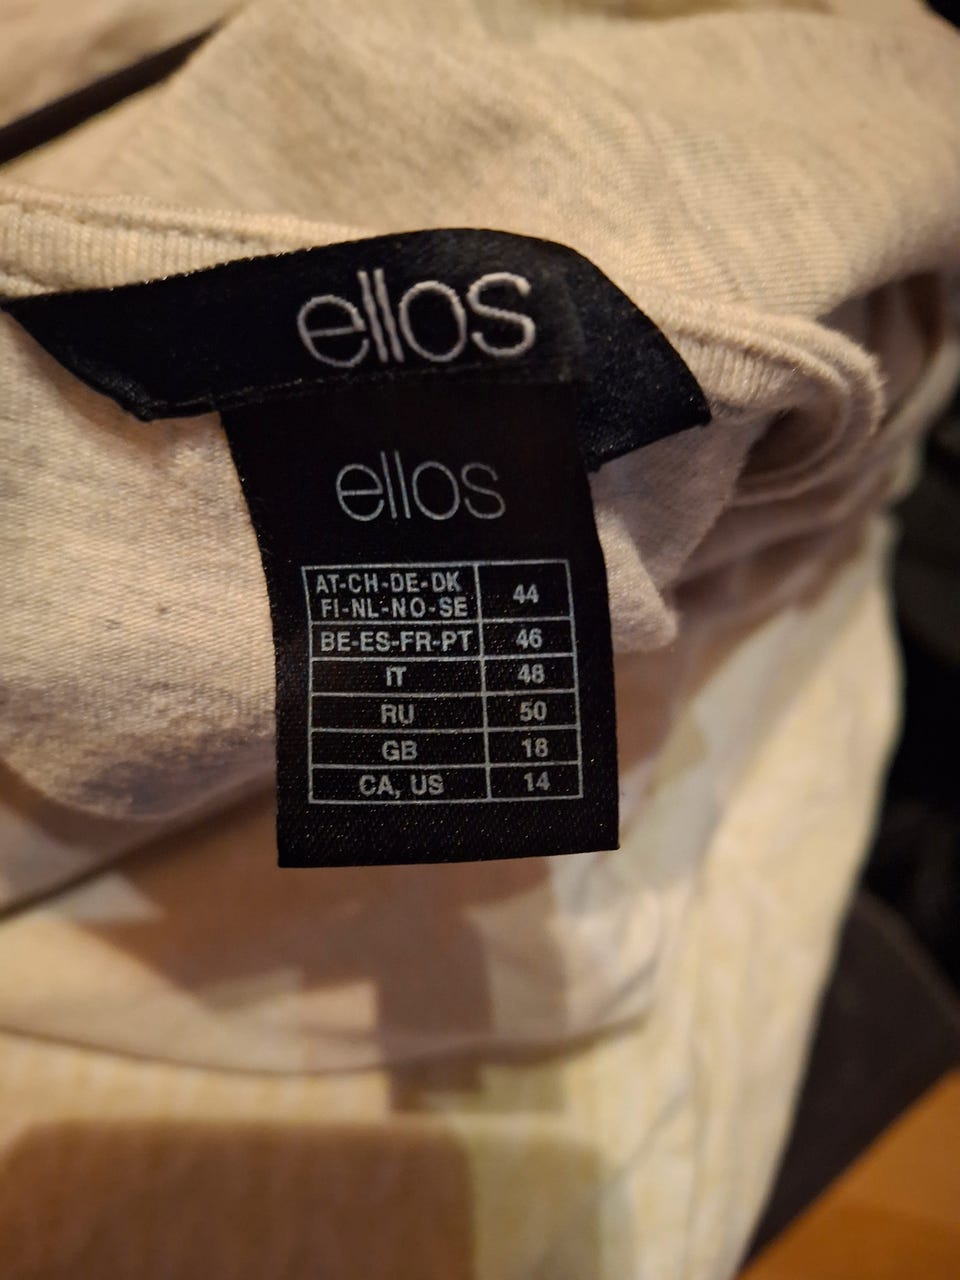 ellos
ellos
AT-CH-DE-DK
FI-NL-NO-SE 44
BE-ES-FR-PT 46
IT 48
RU 50
GB 18
CA, US 14